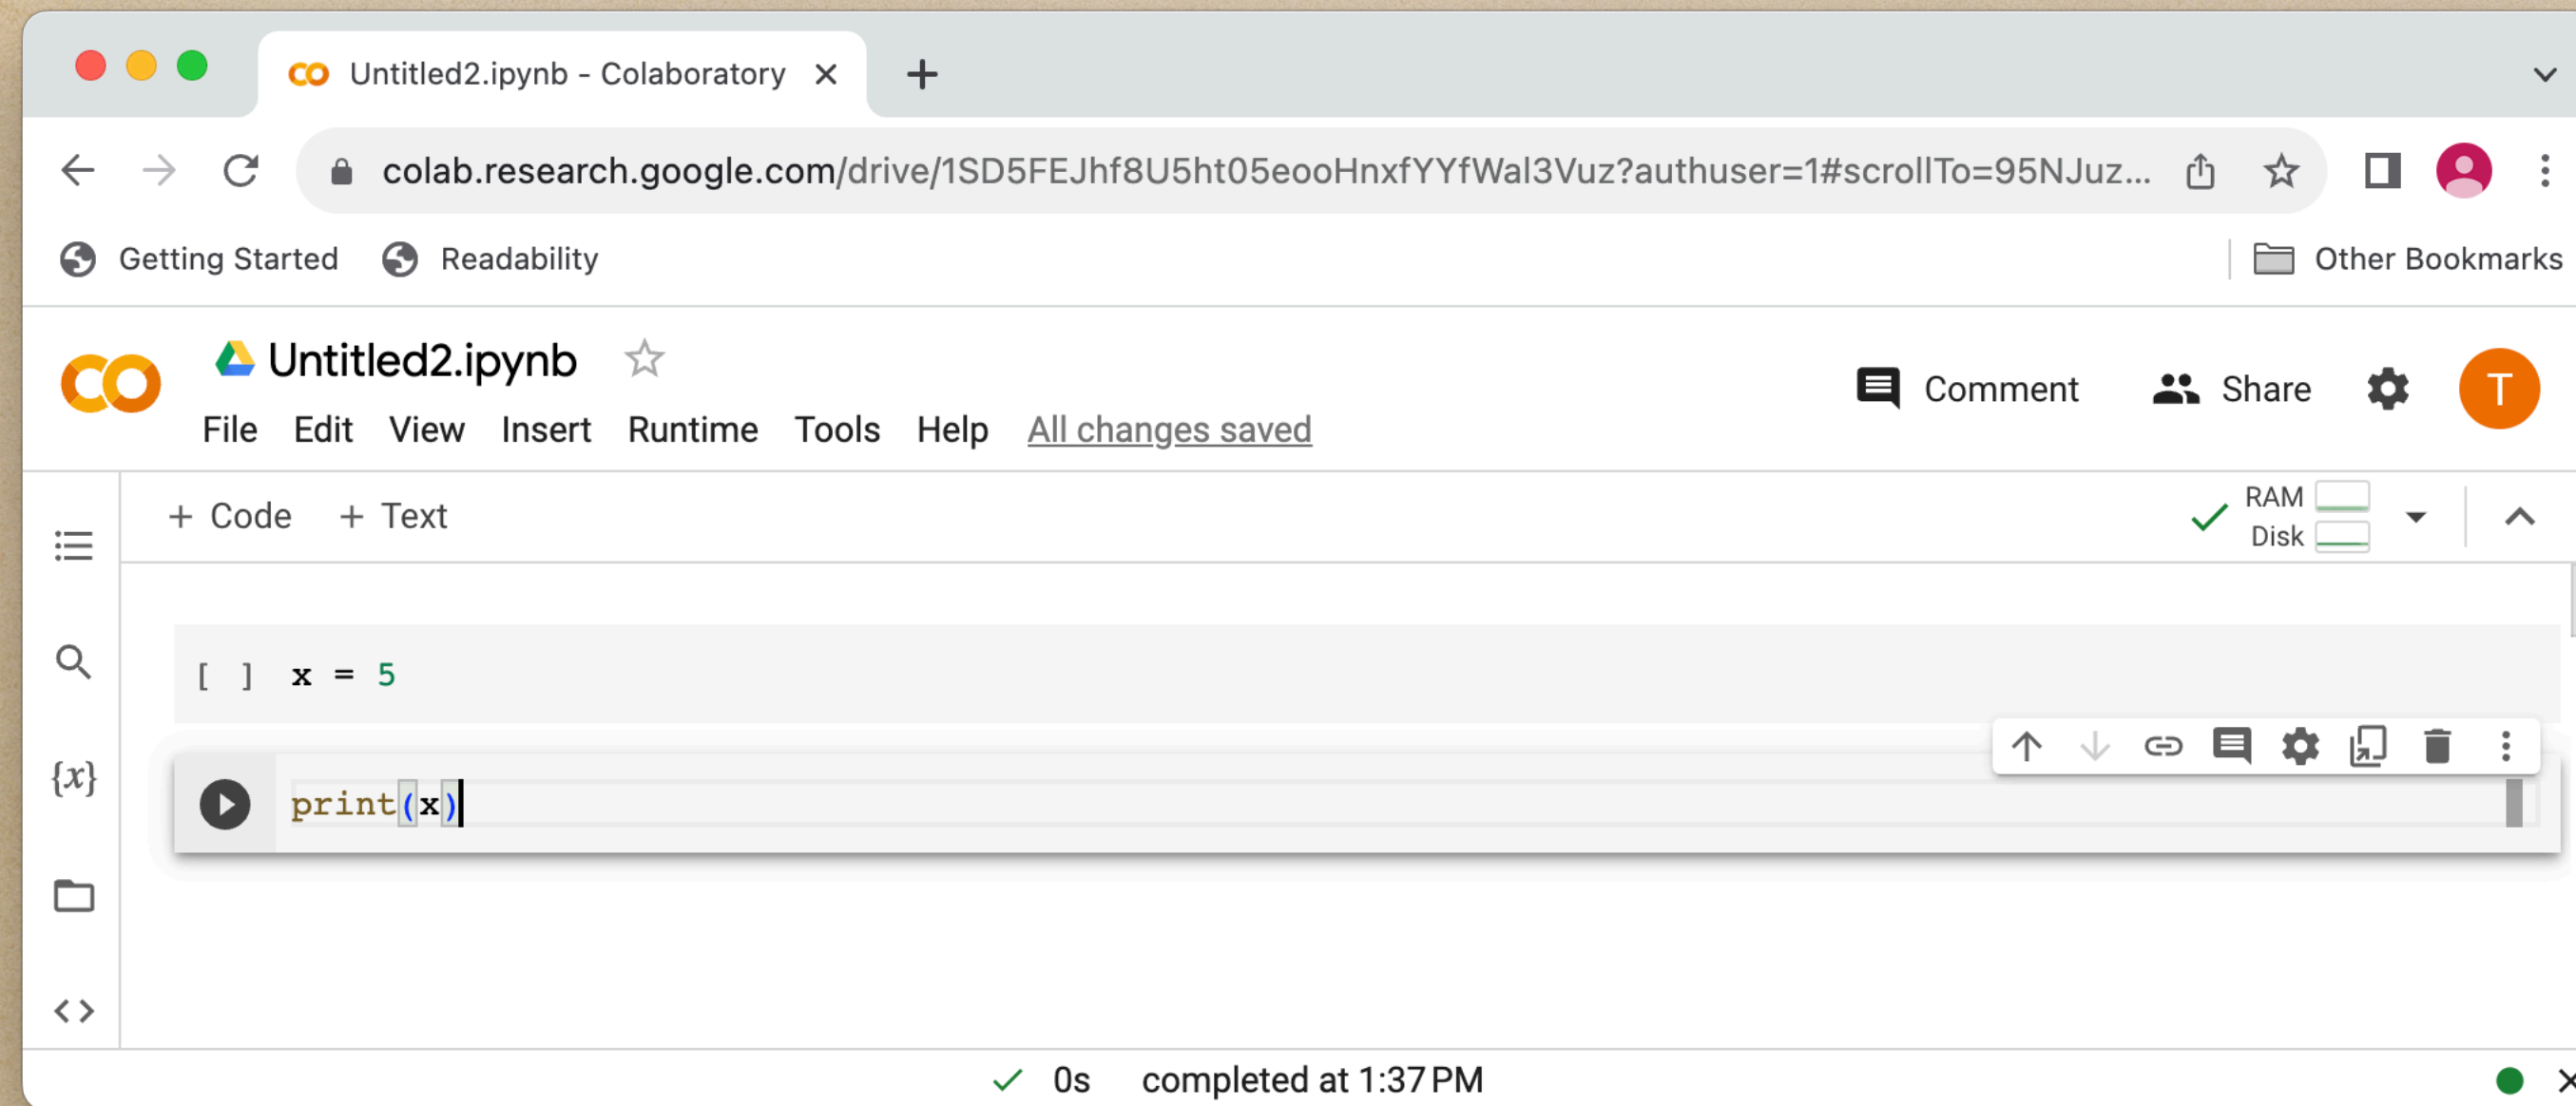 Untitled2.ipynb - Colaboratory
colab.research.google.com/drive/1SD5FEJhf8U5ht05eooHnxfYYfWal3Vuz?authuser=1#scrollTo=95NJuz...
Getting Started Readability Other Bookmarks
Untitled2.ipynb
Comment Share T
File Edit View Insert Runtime Tools Help All changes saved
+ Code + Text
RAM
Disk
[ ] x = 5
{x}
print(x)
0s completed at 1:37 PM